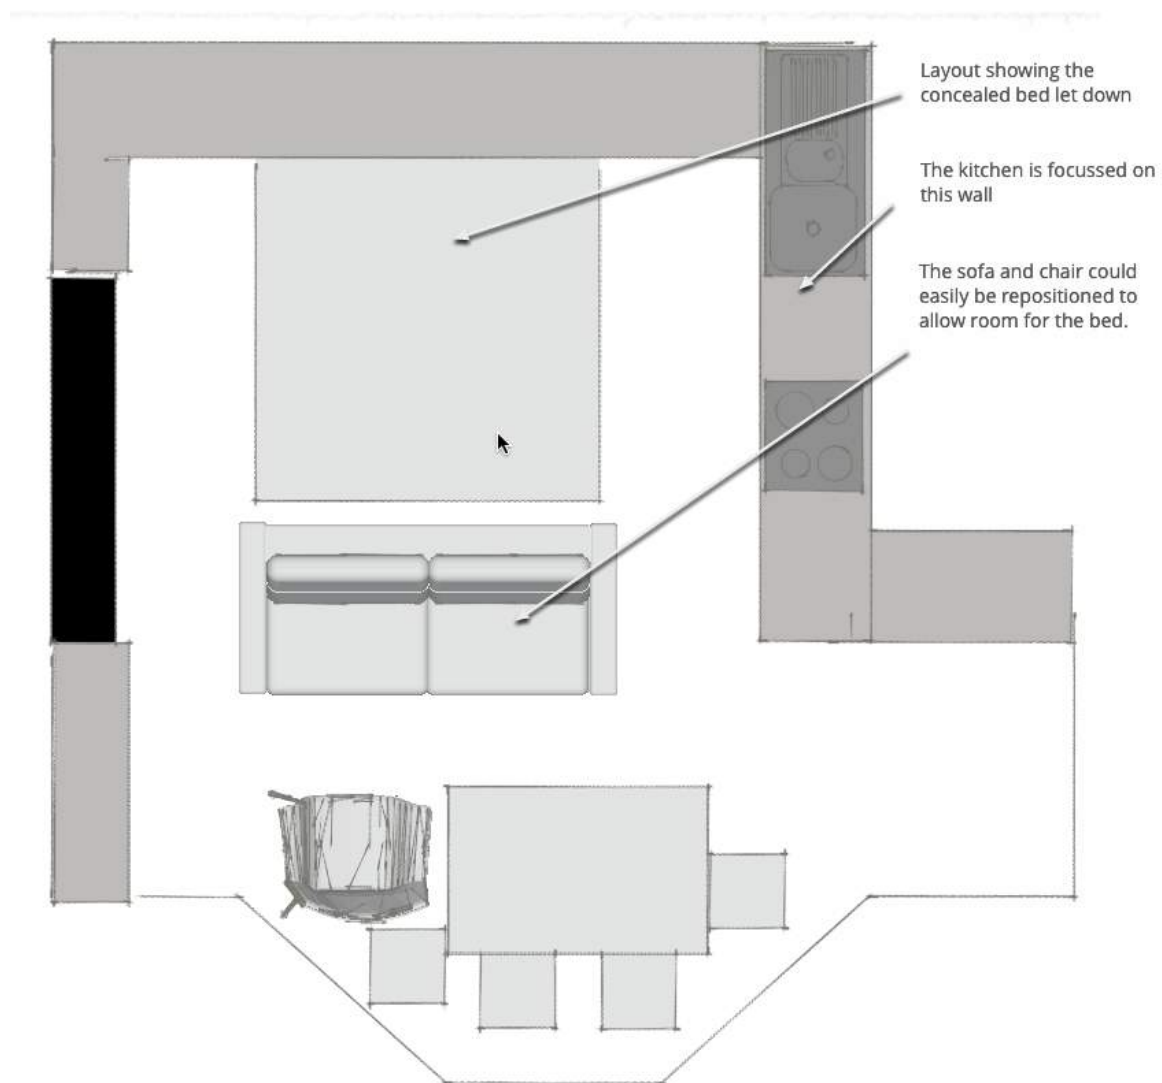 Layout showing the
concealed bed let down
The kitchen is focussed on
this wall
The sofa and chair could
easily be repositioned to
allow room for the bed.